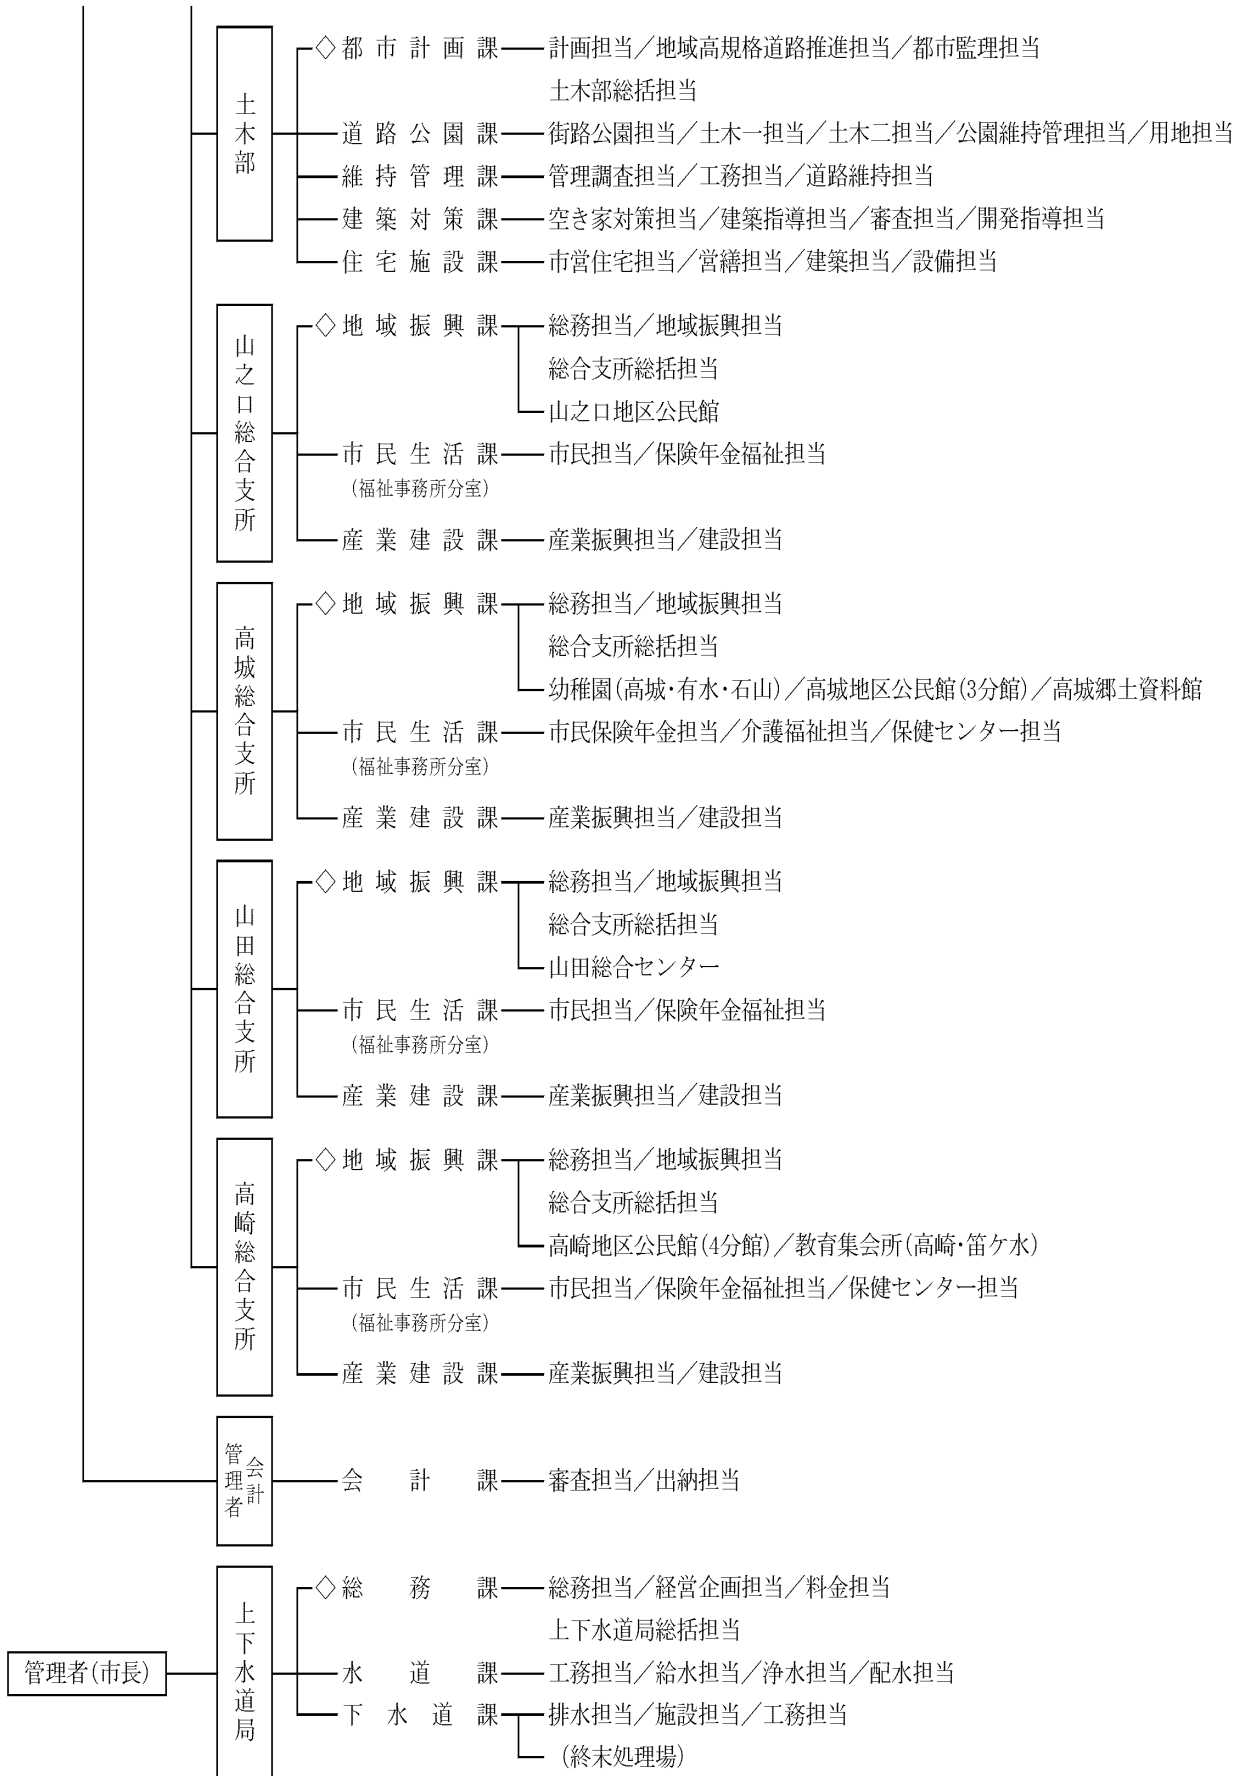 土木部
◇都市計画課 計画担当／地域高規格道路推進担当／都市監理担当
土木部総括担当
道路公園課 街路公園担当／土木一担当／土木二担当／公園維持管理担当／用地担当
維持管理課 管理調査担当／工務担当／道路維持担当
建築対策課 空き家対策担当／建築指導担当／審査担当／開発指導担当
住宅施設課 市営住宅担当／営繕担当／建築担当／設備担当
山之口総合支所
◇地域振興課 総務担当／地域振興担当
総合支所総括担当
山之口地区公民館
市民生活課 市民担当／保険年金福祉担当
(福祉事務所分室)
産業建設課 産業振興担当／建設担当
高城総合支所
◇地域振興課 総務担当／地域振興担当
総合支所総括担当
幼稚園(高城・有水・石山)／高城地区公民館(3分館)／高城郷土資料館
市民生活課 市民保険年金担当／介護福祉担当／保健センター担当
(福祉事務所分室)
産業建設課 産業振興担当／建設担当
山田総合支所
◇地域振興課 総務担当／地域振興担当
総合支所総括担当
山田総合センター
市民生活課 市民担当／保険年金福祉担当
(福祉事務所分室)
産業建設課 産業振興担当／建設担当
高崎総合支所
◇地域振興課 総務担当／地域振興担当
総合支所総括担当
高崎地区公民館(4分館)／教育集会所(高崎・笛ケ水)
市民生活課 市民担当／保険年金福祉担当／保健センター担当
(福祉事務所分室)
産業建設課 産業振興担当／建設担当
会計
管理者
会計課 審査担当／出納担当
管理者(市長)
上下水道局
◇総務課 総務担当／経営企画担当／料金担当
上下水道局総括担当
水道課 工務担当／給水担当／浄水担当／配水担当
下水道課 排水担当／施設担当／工務担当
(終末処理場)